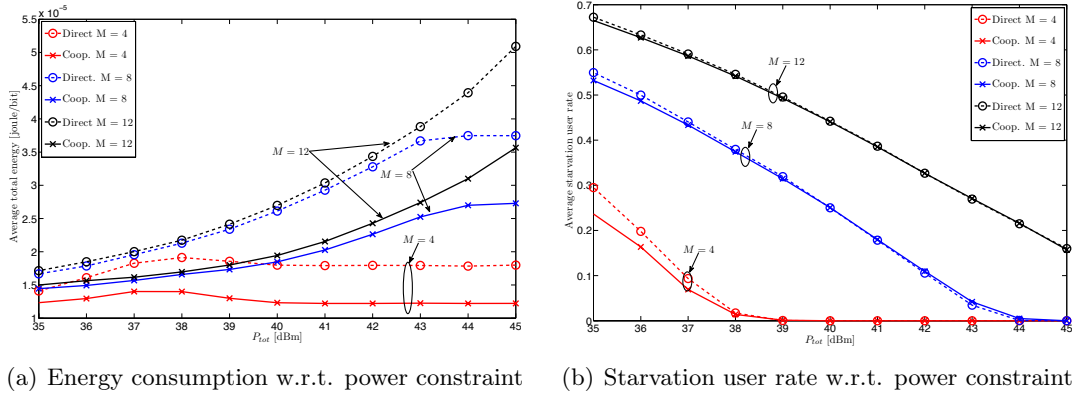 × 10⁻⁵
5.5
5
4.5
4
3.5
3
2.5
2
1.5
1
Average total energy [joule/bit]
Direct M = 4
Coop. M = 4
Direct. M = 8
Coop. M = 8
Direct M = 12
Coop. M = 12
M = 12
M = 8
M = 4
35 36 37 38 39 40 41 42 43 44 45
P_tot [dBm]
(a) Energy consumption w.r.t. power constraint
0.7
0.6
0.5
0.4
0.3
0.2
0.1
0
Average starvation user rate
Direct M = 4
Coop. M = 4
Direct M = 8
Coop. M = 8
Direct M = 12
Coop. M = 12
M = 12
M = 8
M = 4
35 36 37 38 39 40 41 42 43 44 45
P_tot [dBm]
(b) Starvation user rate w.r.t. power constraint